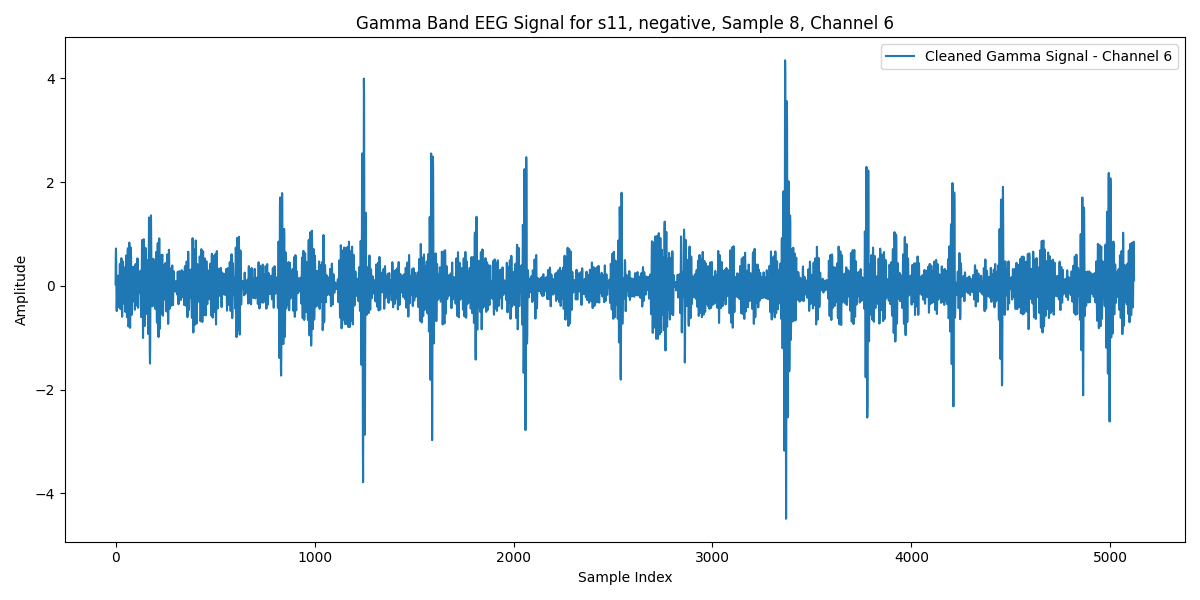 Gamma Band EEG Signal for s11, negative, Sample 8, Channel 6
Cleaned Gamma Signal - Channel 6
Amplitude
4
2
0
−2
−4
0 1000 2000 3000 4000 5000
Sample Index